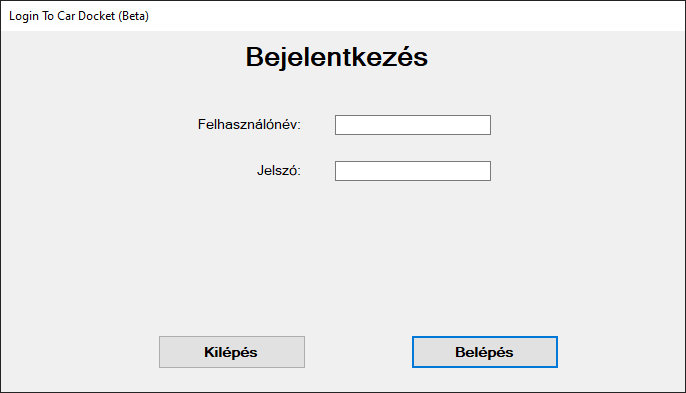 Login To Car Docket (Beta)
Bejelentkezés
Felhasználónév:
Jelszó:
Kilépés
Belépés